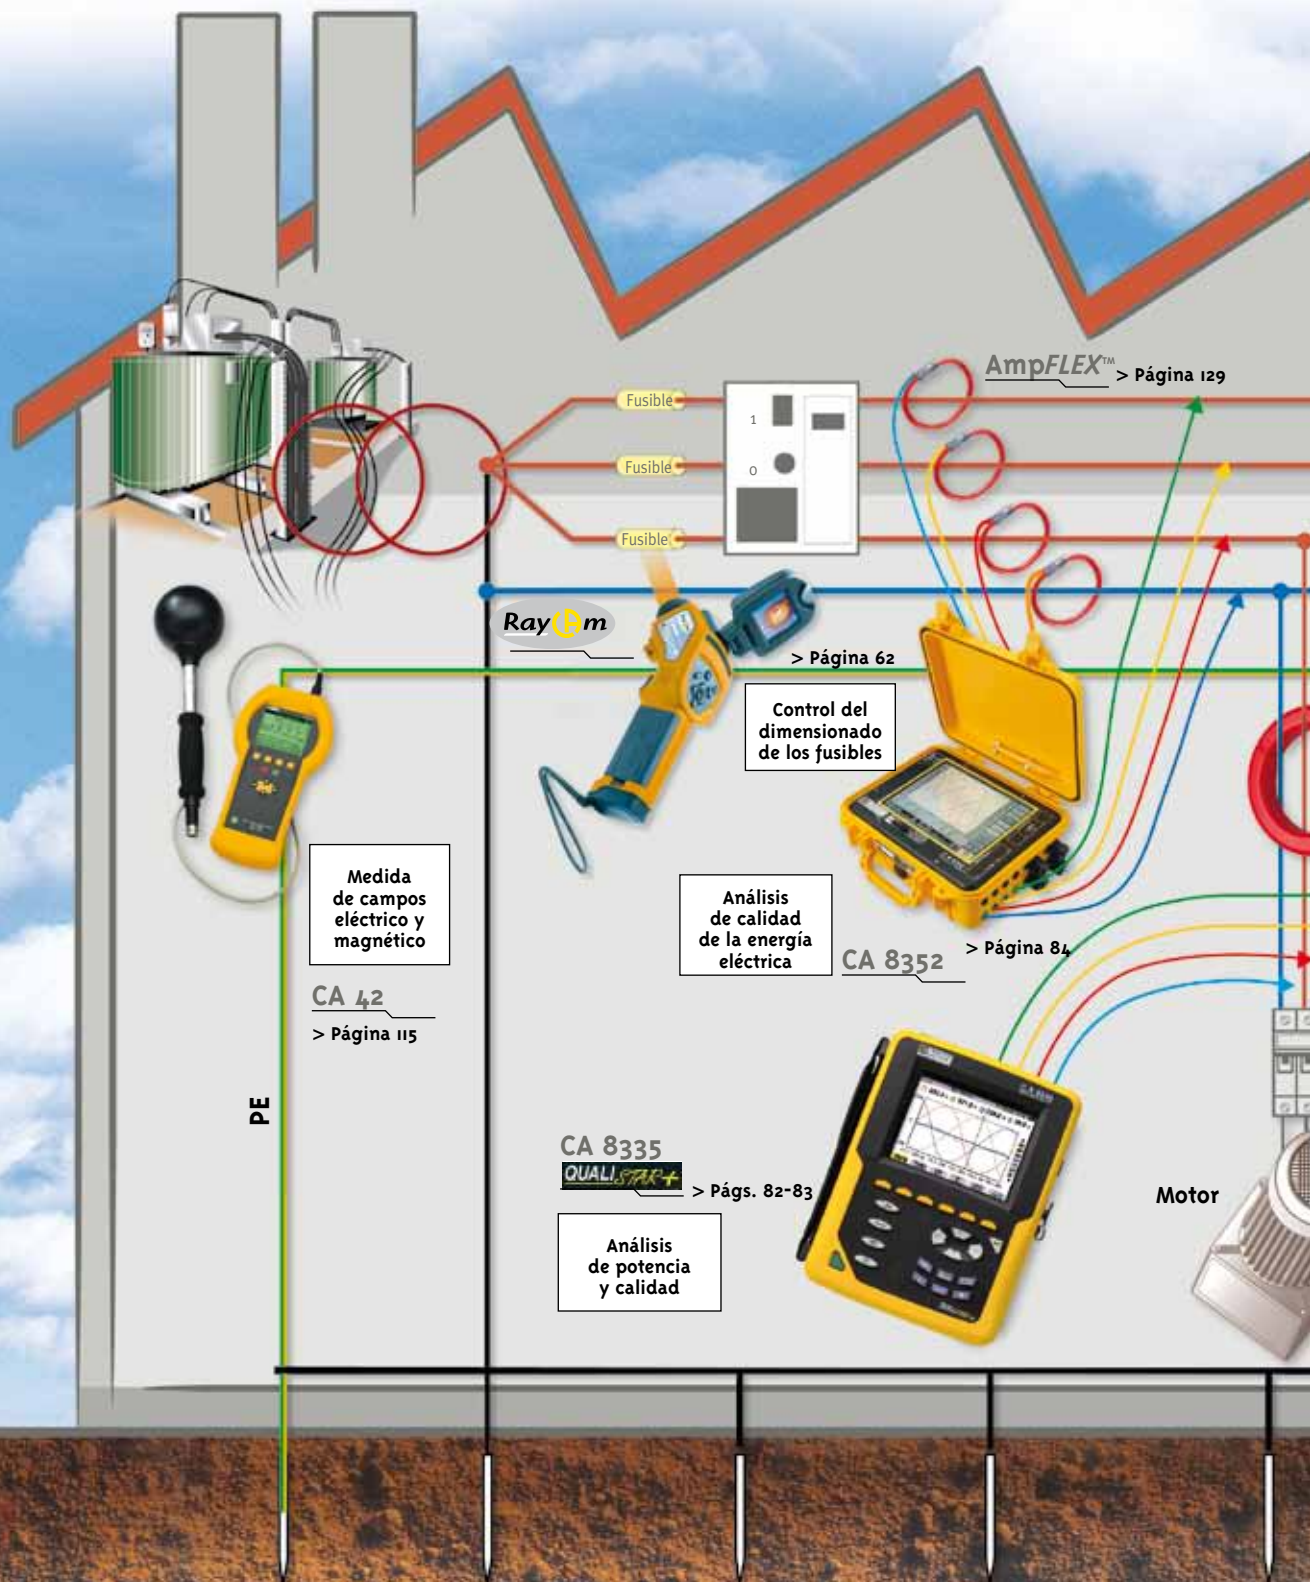 AmpFLEX™
> Página 129
Fusible
1
Fusible
0
Fusible
RayCAm
> Página 62
Control del
dimensionado
de los fusibles
Medida
de campos
eléctrico y
magnético
CA 42
> Página 115
Análisis
de calidad
de la energía
eléctrica
CA 8352
> Página 84
PE
CA 8335
QUALISTAR+
> Págs. 82-83
Análisis
de potencia
y calidad
Motor